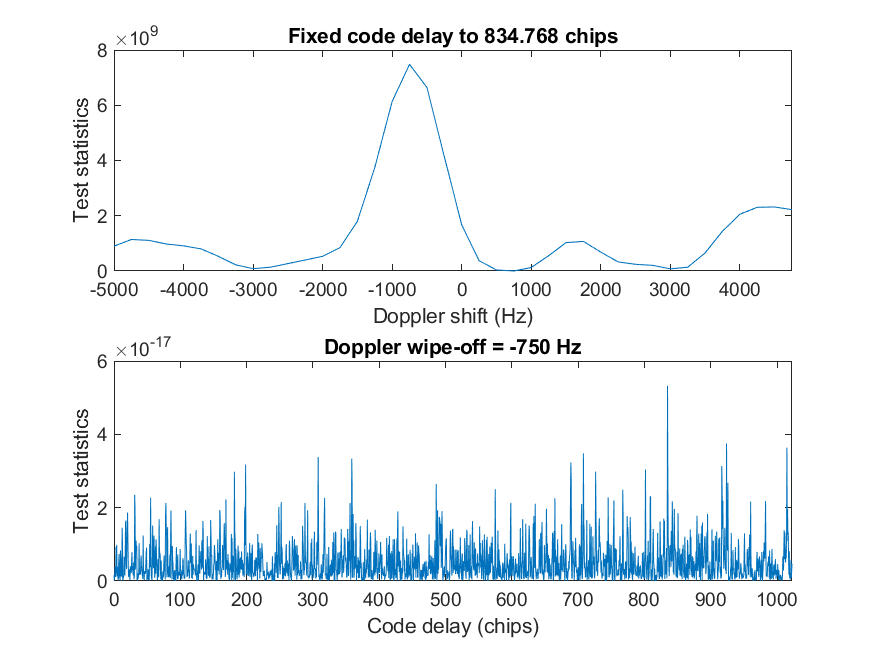 Fixed code delay to 834.768 chips
×10⁹
8
6
4
2
0
Test statistics
-5000 -4000 -3000 -2000 -1000 0 1000 2000 3000 4000
Doppler shift (Hz)
Doppler wipe-off = -750 Hz
×10⁻¹⁷
6
4
2
0
Test statistics
0 100 200 300 400 500 600 700 800 900 1000
Code delay (chips)